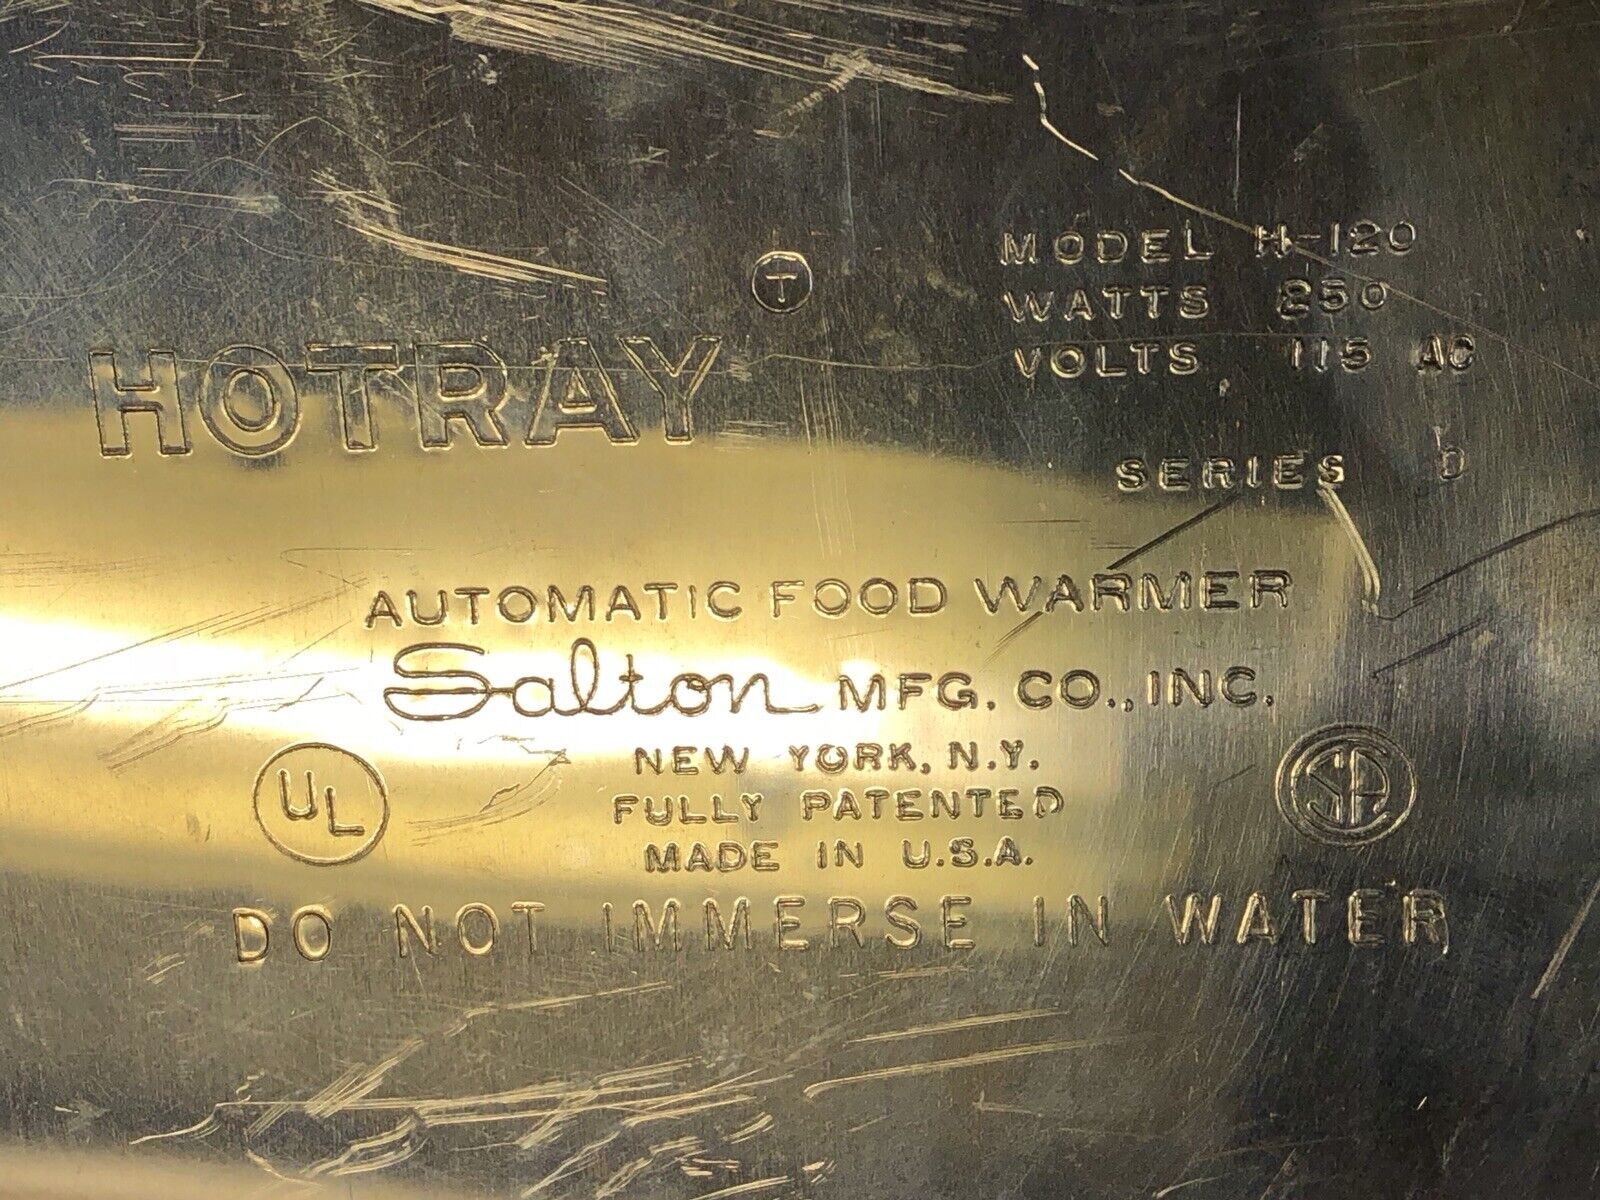 HOTRAY T
MODEL H-120
WATTS 250
VOLTS 115 AC
SERIES D
AUTOMATIC FOOD WARMER
Salton MFG. CO., INC.
NEW YORK, N.Y.
FULLY PATENTED
MADE IN U.S.A.
UL
SA
DO NOT IMMERSE IN WATER